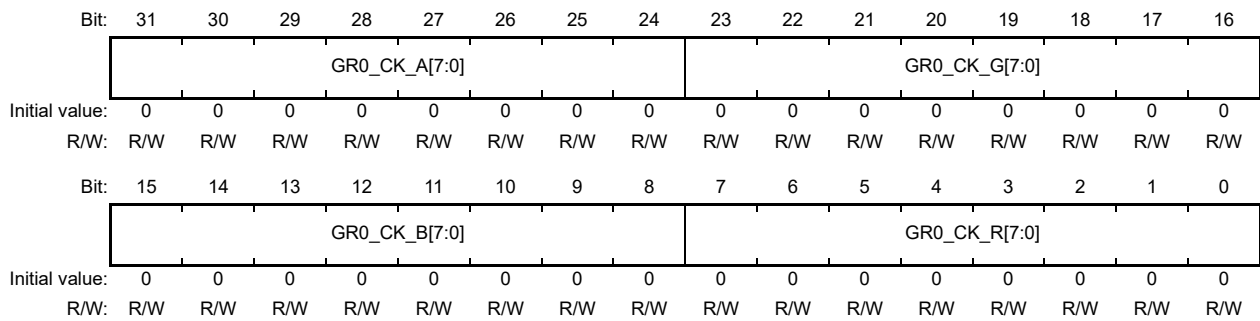 Bit: 31 30 29 28 27 26 25 24 23 22 21 20 19 18 17 16
GR0_CK_A[7:0] GR0_CK_G[7:0]
Initial value: 0 0 0 0 0 0 0 0 0 0 0 0 0 0 0 0
R/W: R/W R/W R/W R/W R/W R/W R/W R/W R/W R/W R/W R/W R/W R/W R/W R/W
Bit: 15 14 13 12 11 10 9 8 7 6 5 4 3 2 1 0
GR0_CK_B[7:0] GR0_CK_R[7:0]
Initial value: 0 0 0 0 0 0 0 0 0 0 0 0 0 0 0 0
R/W: R/W R/W R/W R/W R/W R/W R/W R/W R/W R/W R/W R/W R/W R/W R/W R/W